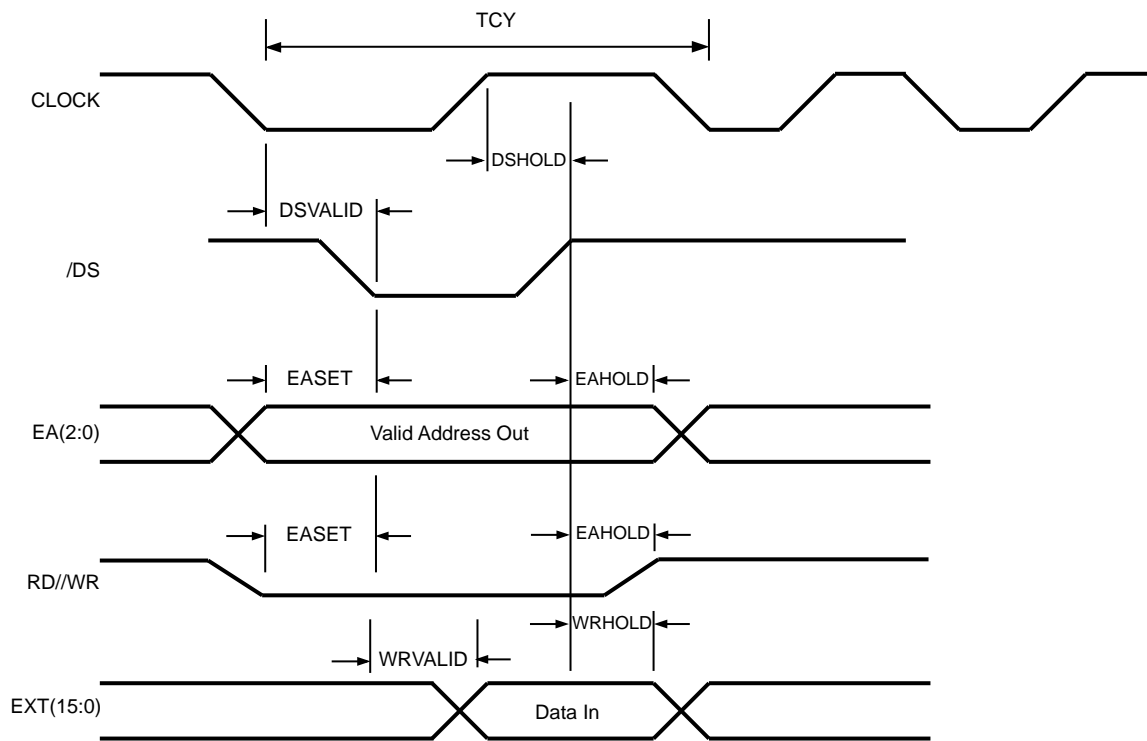 TCY
CLOCK
DSHOLD
DSVALID
/DS
EASET
EAHOLD
EA(2:0)
Valid Address Out
EASET
EAHOLD
RD//WR
WRHOLD
WRVALID
EXT(15:0)
Data In